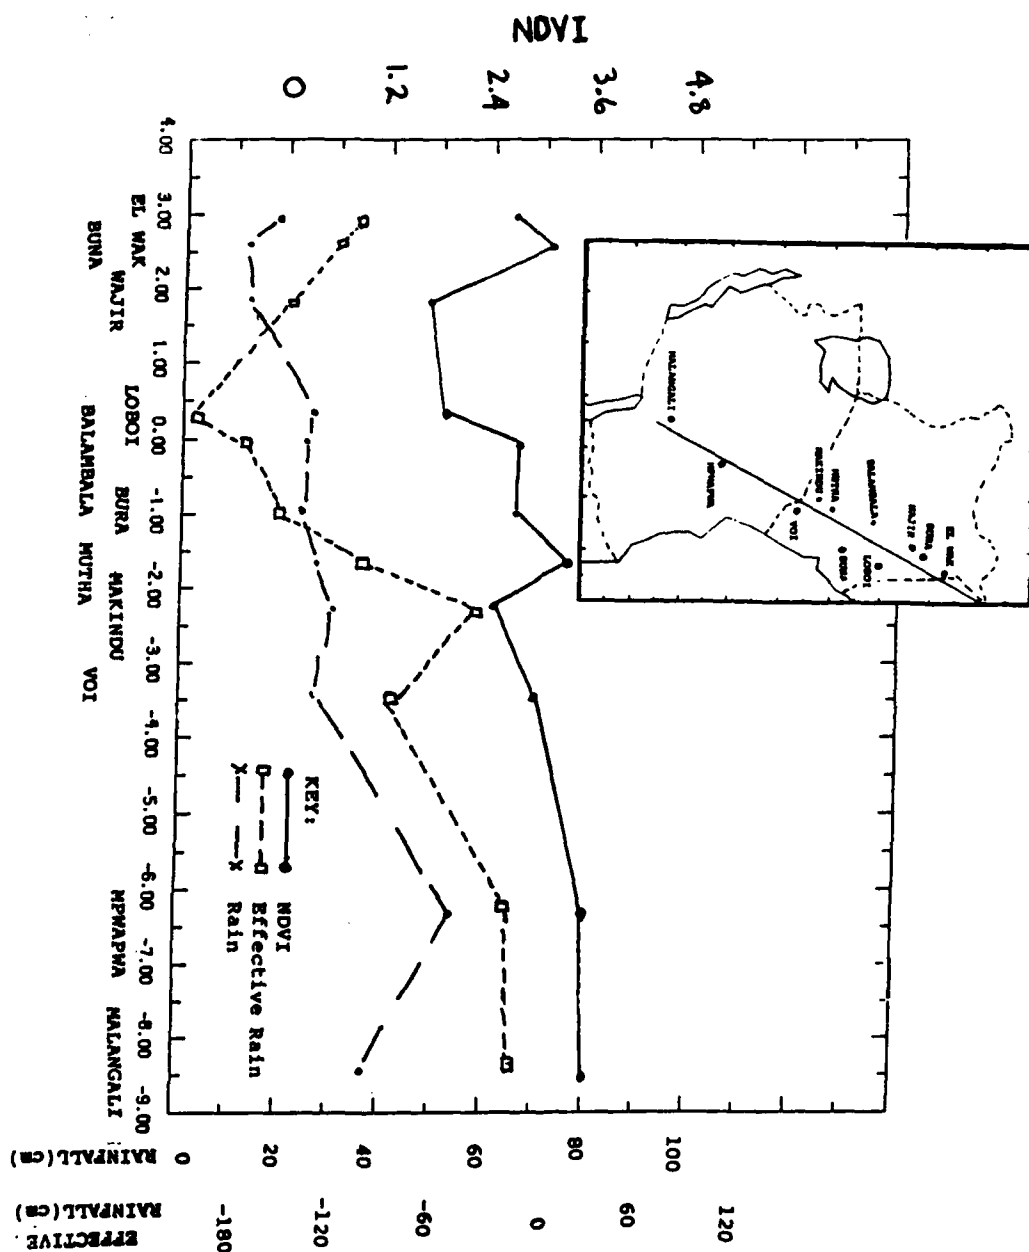 NDVI
0
1.2
2.4
3.6
4.8
4.00
3.00
2.00
1.00
0.00
-1.00
-2.00
-3.00
-4.00
-5.00
-6.00
-7.00
-8.00
-9.00
EL WAK
BUNA
WAJIR
LOBOI
BALAMBALA
BURA
MUTHA
MAKINDU
VOI
MPWAPWA
MALANGALI
MALANGALI
MPWAPWA
MAKINDU
MUTHA
BALAMBALA
VOI
BURA
LOBOI
WAJIR
BUNA
EL WAK
KEY:
NDVI
Effective Rain
Rain
RAINFALL(cm)
0
20
40
60
80
100
EFFECTIVE
RAINFALL(cm)
-180
-120
-60
0
60
120